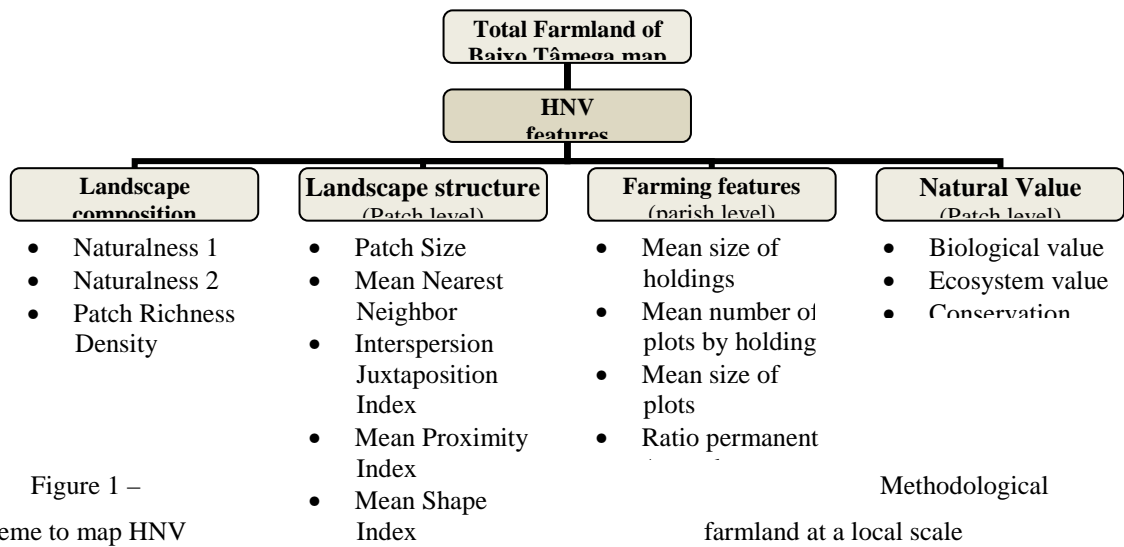 Total Farmland of
Baixo Tâmega map
HNV
features
Landscape
composition
Landscape structure
(Patch level)
Farming features
(parish level)
Natural Value
(Patch level)
• Naturalness 1
• Naturalness 2
• Patch Richness
Density
• Patch Size
• Mean Nearest
Neighbor
• Interspersion
Juxtaposition
Index
• Mean Proximity
Index
• Mean Shape
Index
• Mean size of
holdings
• Mean number of
plots by holding
• Mean size of
plots
• Ratio permanent
• Biological value
• Ecosystem value
• Conservation
Figure 1 – Methodological
eme to map HNV farmland at a local scale